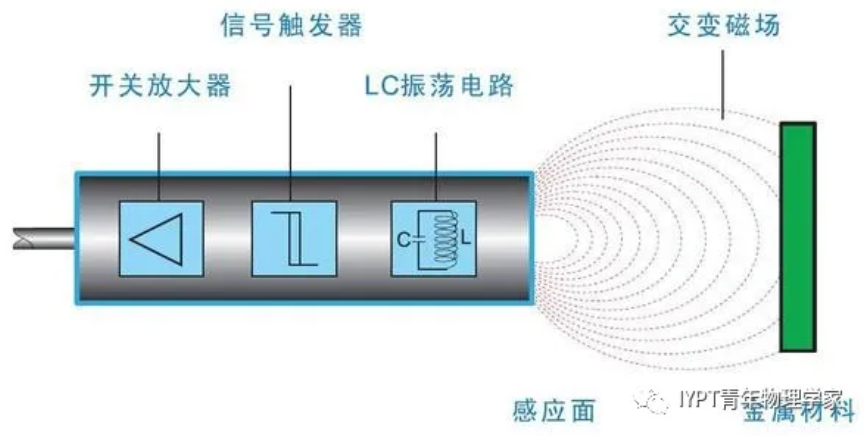 信号触发器
交变磁场
开关放大器
LC振荡电路
C
L
感应面
IYPT青年物理学家
金属材料